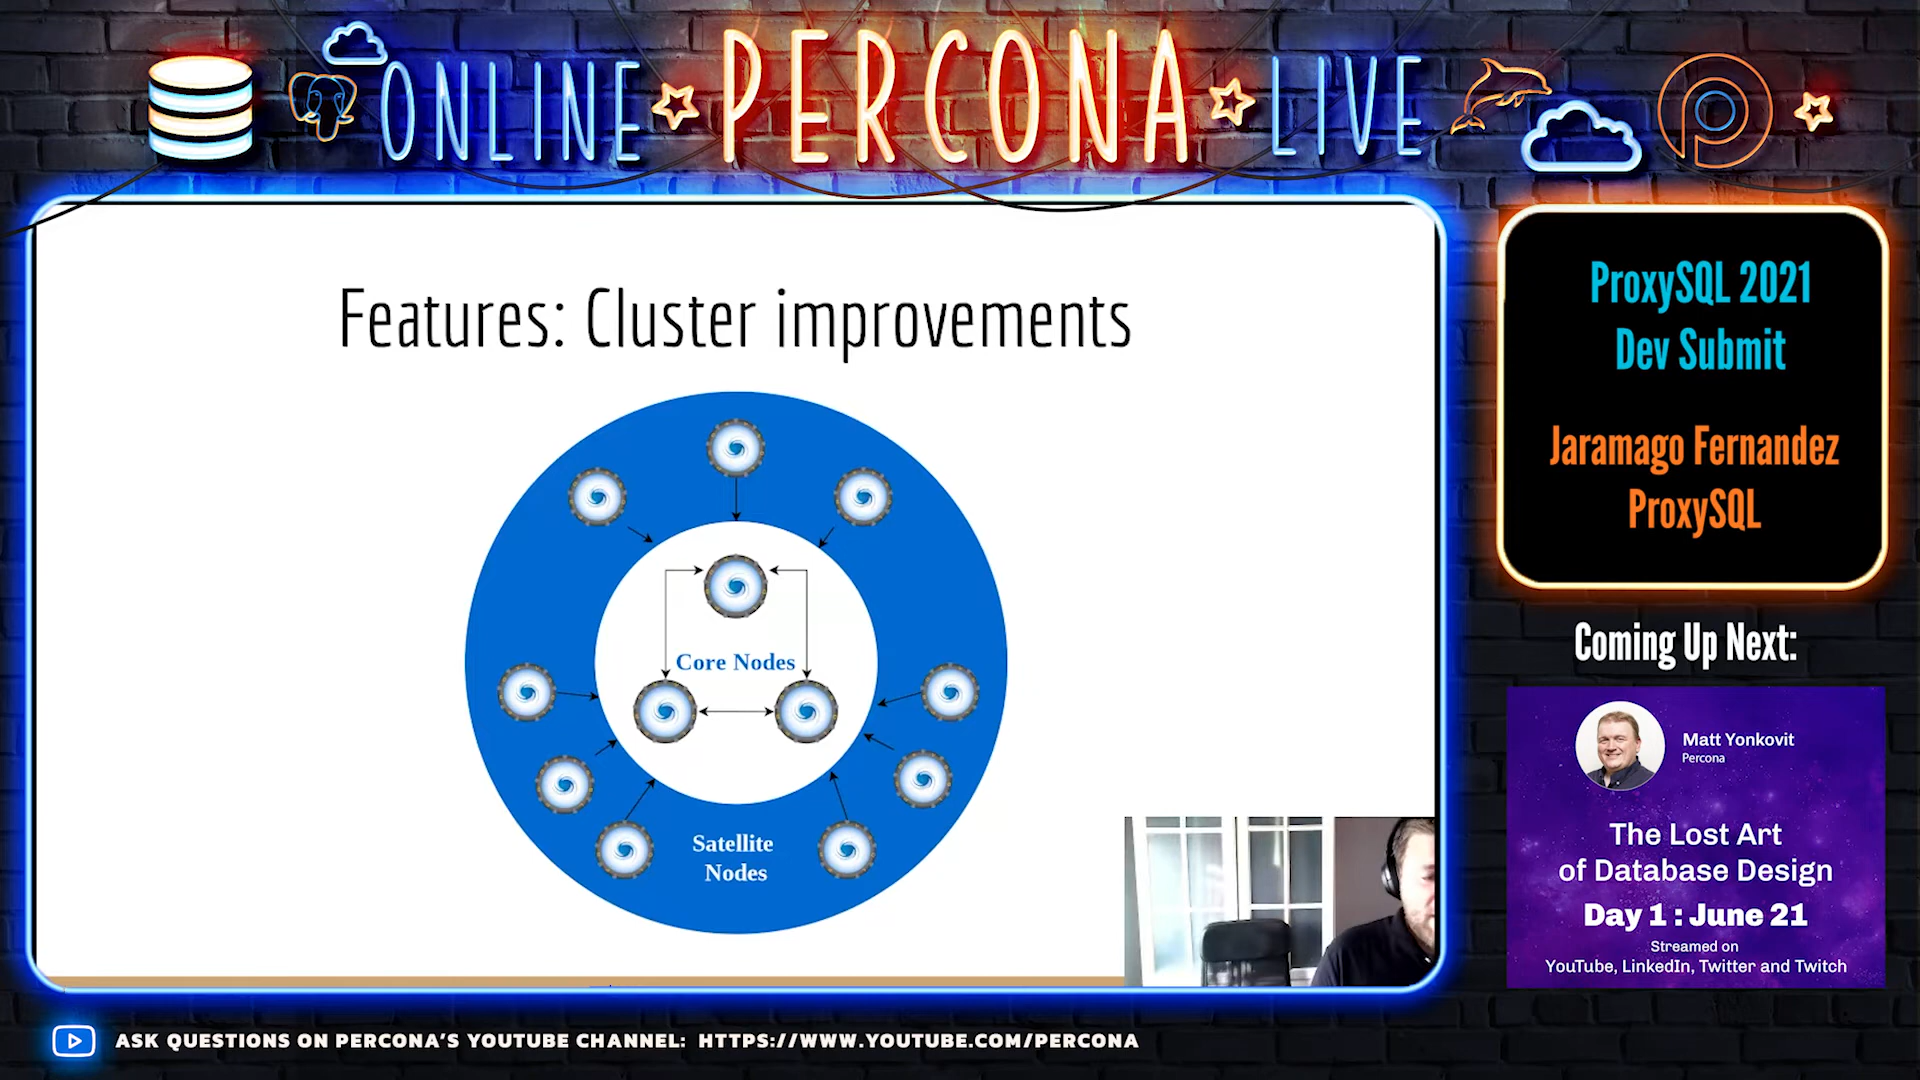 ONLINE PERCONA LIVE
Features: Cluster improvements
Core Nodes
Satellite
Nodes
ProxySQL 2021
Dev Submit
Jaramago Fernandez
ProxySQL
Coming Up Next:
Matt Yonkovit
Percona
The Lost Art
of Database Design
Day 1 : June 21
Streamed on
YouTube, LinkedIn, Twitter and Twitch
ASK QUESTIONS ON PERCONA'S YOUTUBE CHANNEL: HTTPS://WWW.YOUTUBE.COM/PERCONA